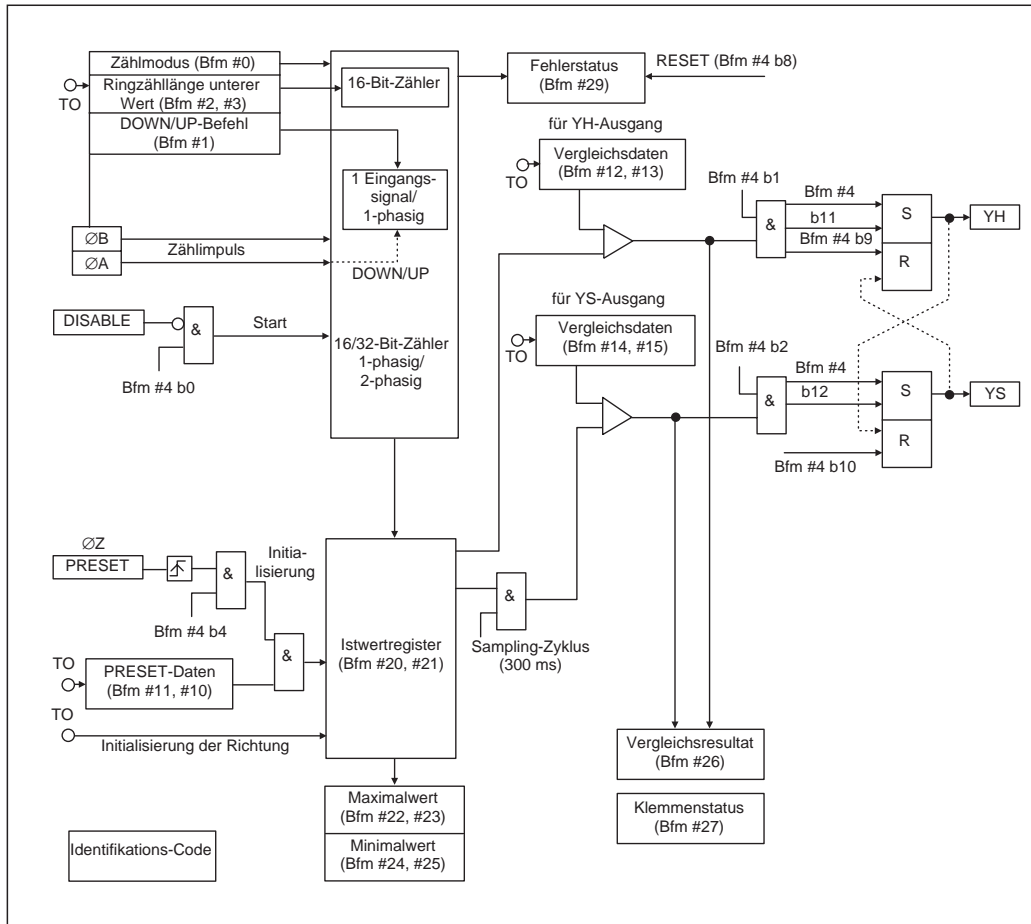 Zählmodus (Bfm #0)
Ringzähllänge unterer
Wert (Bfm #2, #3)
TO
DOWN/UP-Befehl
(Bfm #1)
16-Bit-Zähler
1 Eingangs-
signal/
1-phasig
ØB
ØA
Zählimpuls
DOWN/UP
DISABLE
&
Start
Bfm #4 b0
16/32-Bit-Zähler
1-phasig/
2-phasig
Fehlerstatus
(Bfm #29)
RESET (Bfm #4 b8)
für YH-Ausgang
Vergleichsdaten
(Bfm #12, #13)
TO
Bfm #4 b1
&
Bfm #4
b11
Bfm #4 b9
S
R
YH
für YS-Ausgang
Vergleichsdaten
(Bfm #14, #15)
TO
Bfm #4 b2
&
Bfm #4
b12
S
R
YS
Bfm #4 b10
ØZ
PRESET
&
Initia-
lisierung
Bfm #4 b4
&
TO
PRESET-Daten
(Bfm #11, #10)
TO
Initialisierung der Richtung
Istwertregister
(Bfm #20, #21)
&
Sampling-Zyklus
(300 ms)
Vergleichsresultat
(Bfm #26)
Klemmenstatus
(Bfm #27)
Maximalwert
(Bfm #22, #23)
Minimalwert
(Bfm #24, #25)
Identifikations-Code